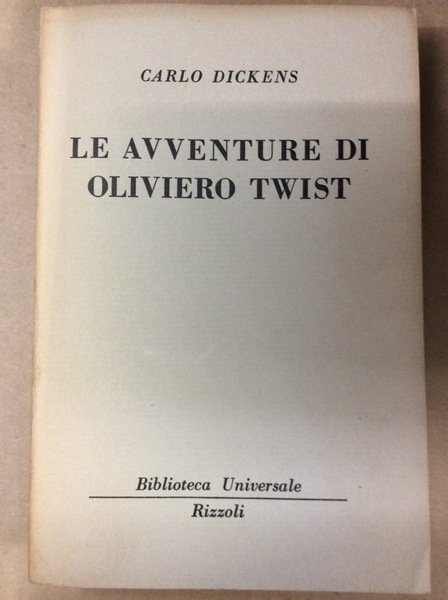 CARLO DICKENS
LE AVVENTURE DI
OLIVIERO TWIST
Biblioteca Universale
Rizzoli